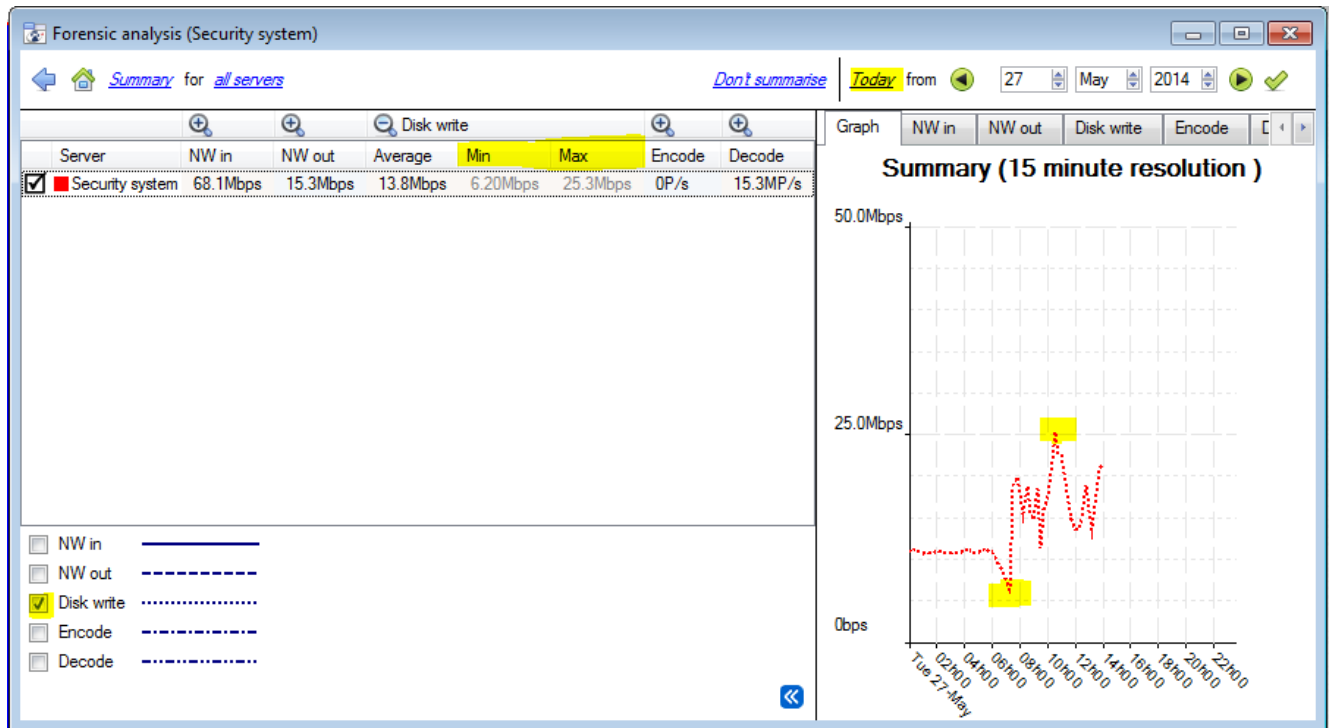 Forensic analysis (Security system)
Summary for all servers Don't summarise Today from 27 May 2014
Disk write
Server NW in NW out Average Min Max Encode Decode
Security system 68.1Mbps 15.3Mbps 13.8Mbps 6.20Mbps 25.3Mbps 0P/s 15.3MP/s
NW in
NW out
Disk write
Encode
Decode
Graph NW in NW out Disk write Encode
Summary (15 minute resolution )
50.0Mbps
25.0Mbps
0bps
Tue 27-May 02h00 04h00 06h00 08h00 10h00 12h00 14h00 16h00 18h00 20h00 22h00